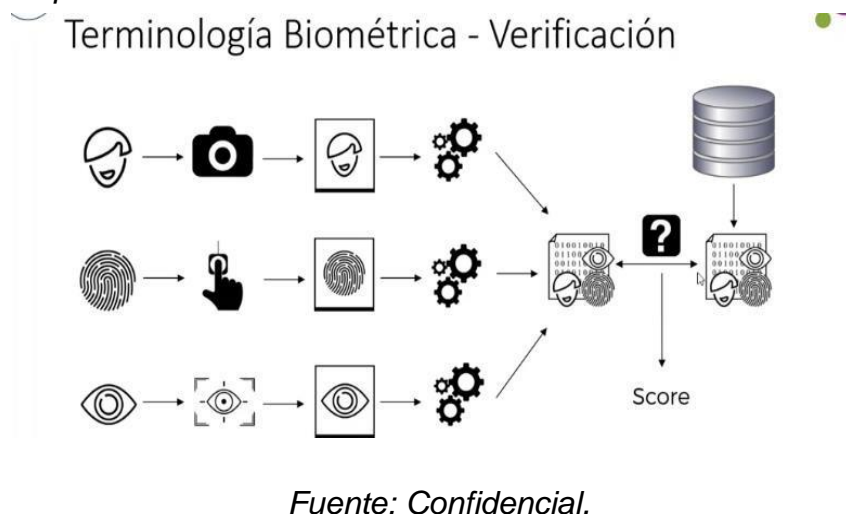 Terminología Biométrica - Verificación
?
Score
Fuente: Confidencial.